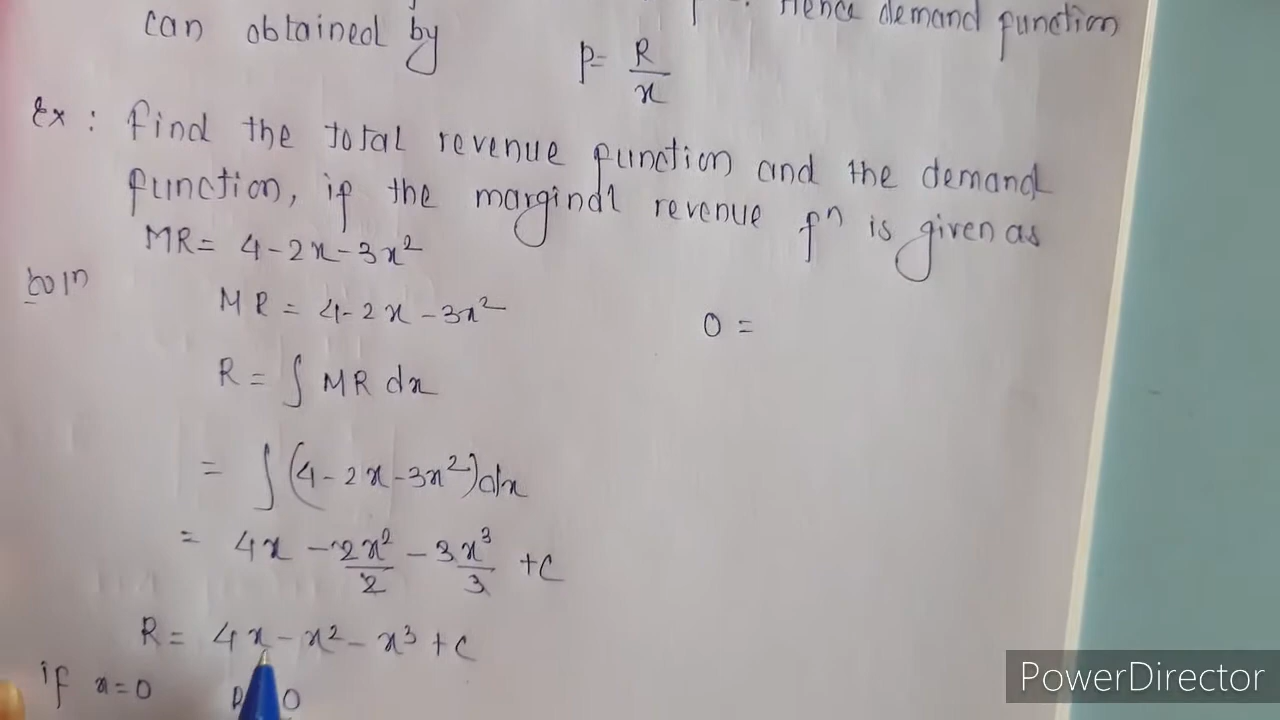 Hence demand function
can obtained by
P= R/x
Ex : find the total revenue function and the demand
function, if the marginal revenue fⁿ is given as
MR= 4-2x-3x²
Soln
MR = 4-2x-3x²
0 =
R = ∫ MR dx
= ∫(4-2x-3x²)dx
= 4x - 2x²/2 - 3x³/3 +c
R= 4x-x²-x³+c
if x=0 0
PowerDirector